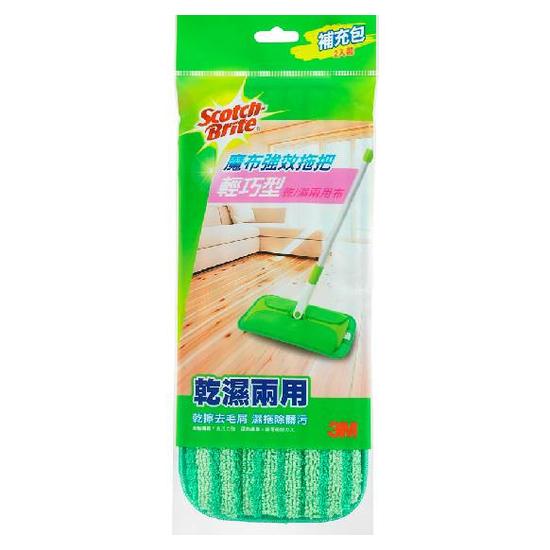 補充包
2入裝
Scotch-
Brite
魔布強效拖把
輕巧型 乾/濕兩用布
乾濕兩用
乾擦去毛屑 濕拖除髒污
3M